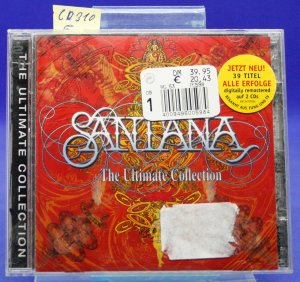 CD310
THE ULTIMATE COLLECTION
DM 39,95
€ 20,43
1
JETZT NEU!
39 TITEL
ALLE ERFOLGE
digitally remastered
auf 2 CDs
SANTANA
The Ultimate Collection